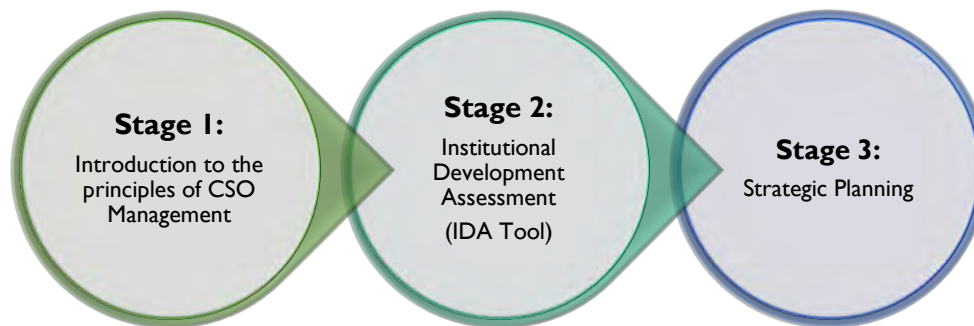 Stage 1:
Introduction to the
principles of CSO
Management
Stage 2:
Institutional
Development
Assessment
(IDA Tool)
Stage 3:
Strategic Planning